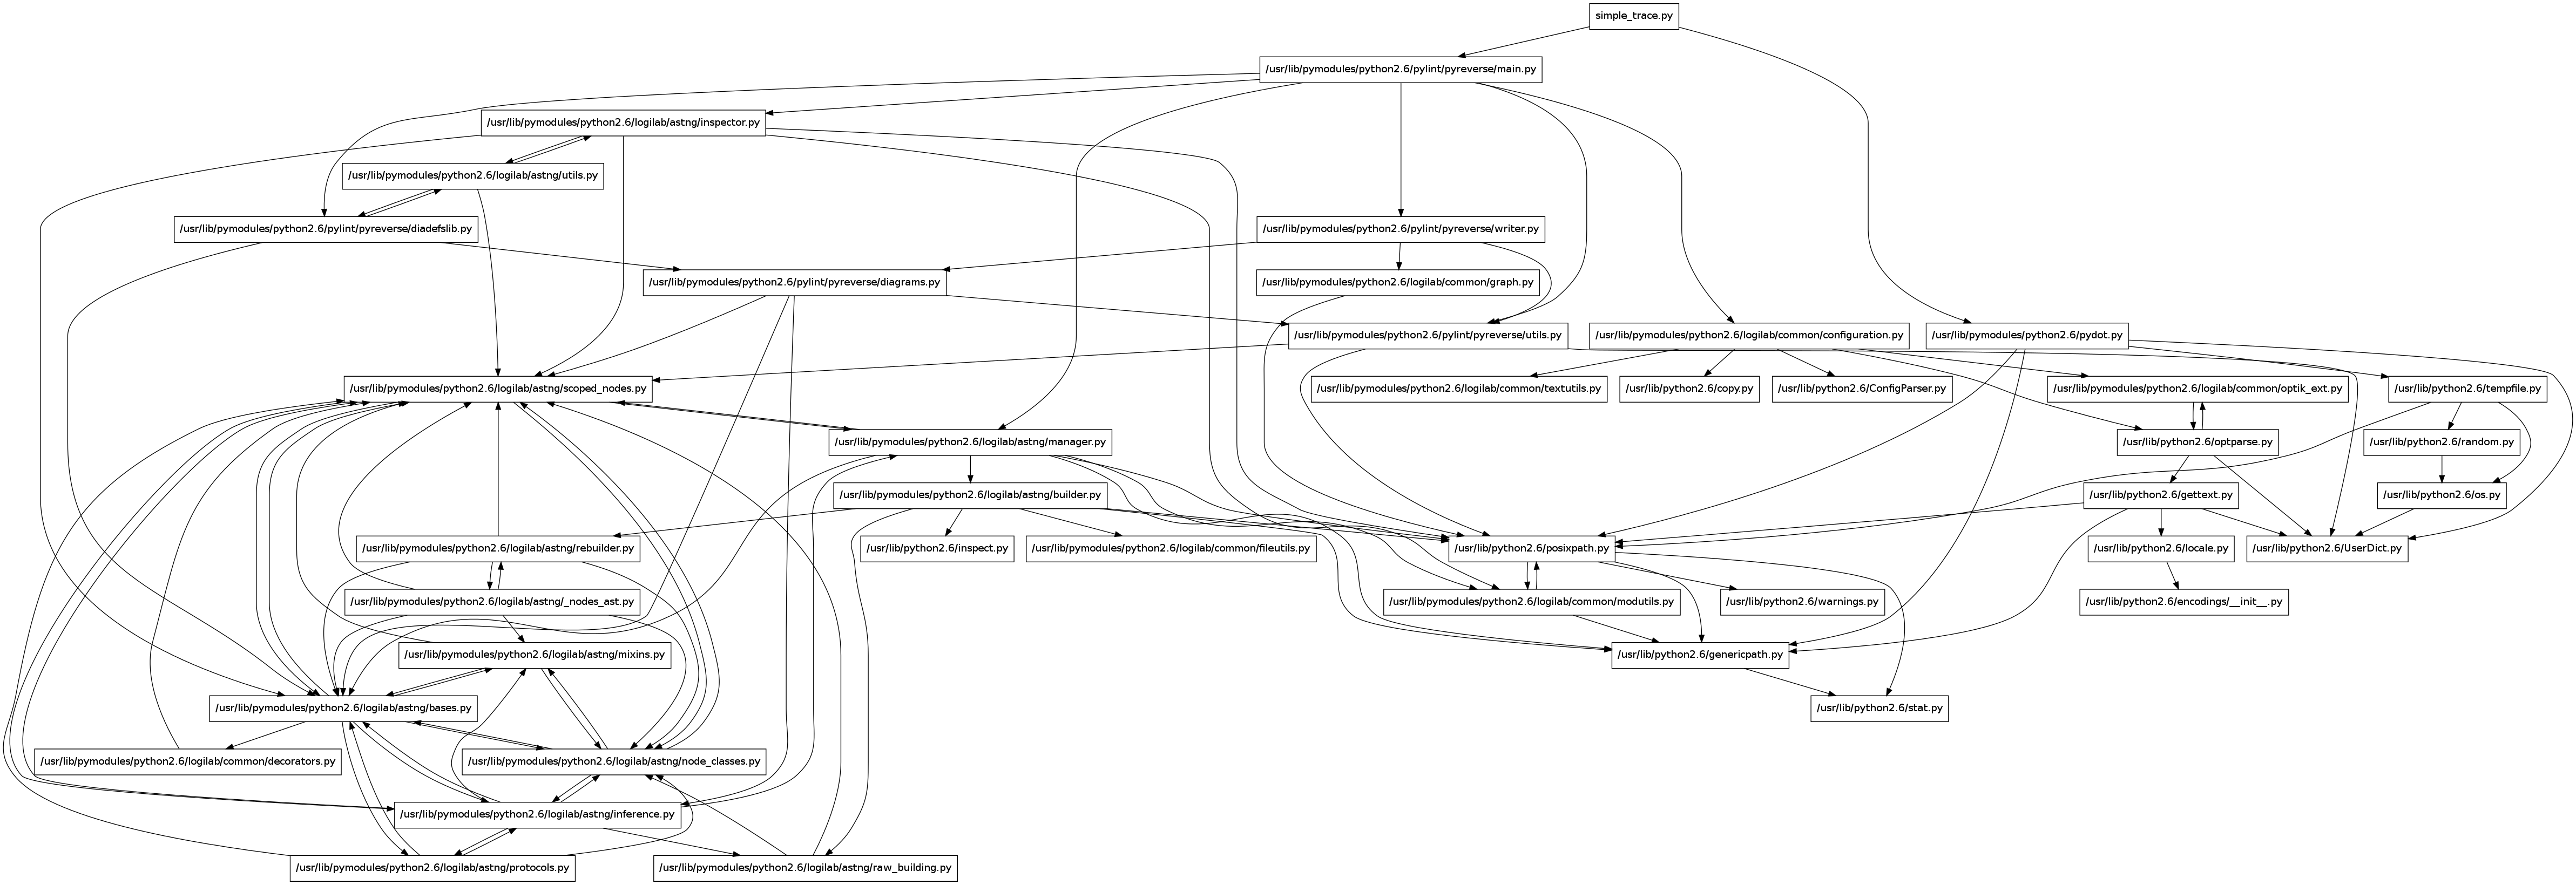 simple_trace.py
/usr/lib/pymodules/python2.6/pylint/pyreverse/main.py
/usr/lib/pymodules/python2.6/logilab/astng/inspector.py
/usr/lib/pymodules/python2.6/logilab/astng/utils.py
/usr/lib/pymodules/python2.6/pylint/pyreverse/diadefslib.py
/usr/lib/pymodules/python2.6/pylint/pyreverse/writer.py
/usr/lib/pymodules/python2.6/pylint/pyreverse/diagrams.py
/usr/lib/pymodules/python2.6/logilab/common/graph.py
/usr/lib/pymodules/python2.6/pylint/pyreverse/utils.py
/usr/lib/pymodules/python2.6/logilab/common/configuration.py
/usr/lib/pymodules/python2.6/pydot.py
/usr/lib/pymodules/python2.6/logilab/astng/scoped_nodes.py
/usr/lib/pymodules/python2.6/logilab/common/textutils.py
/usr/lib/python2.6/copy.py
/usr/lib/python2.6/ConfigParser.py
/usr/lib/pymodules/python2.6/logilab/common/optik_ext.py
/usr/lib/python2.6/tempfile.py
/usr/lib/pymodules/python2.6/logilab/astng/manager.py
/usr/lib/python2.6/optparse.py
/usr/lib/python2.6/random.py
/usr/lib/pymodules/python2.6/logilab/astng/builder.py
/usr/lib/python2.6/gettext.py
/usr/lib/python2.6/os.py
/usr/lib/pymodules/python2.6/logilab/astng/rebuilder.py
/usr/lib/python2.6/inspect.py
/usr/lib/pymodules/python2.6/logilab/common/fileutils.py
/usr/lib/python2.6/posixpath.py
/usr/lib/python2.6/locale.py
/usr/lib/python2.6/UserDict.py
/usr/lib/pymodules/python2.6/logilab/astng/_nodes_ast.py
/usr/lib/pymodules/python2.6/logilab/common/modutils.py
/usr/lib/python2.6/warnings.py
/usr/lib/python2.6/encodings/__init__.py
/usr/lib/pymodules/python2.6/logilab/astng/mixins.py
/usr/lib/python2.6/genericpath.py
/usr/lib/pymodules/python2.6/logilab/astng/bases.py
/usr/lib/python2.6/stat.py
/usr/lib/pymodules/python2.6/logilab/common/decorators.py
/usr/lib/pymodules/python2.6/logilab/astng/node_classes.py
/usr/lib/pymodules/python2.6/logilab/astng/inference.py
/usr/lib/pymodules/python2.6/logilab/astng/protocols.py
/usr/lib/pymodules/python2.6/logilab/astng/raw_building.py